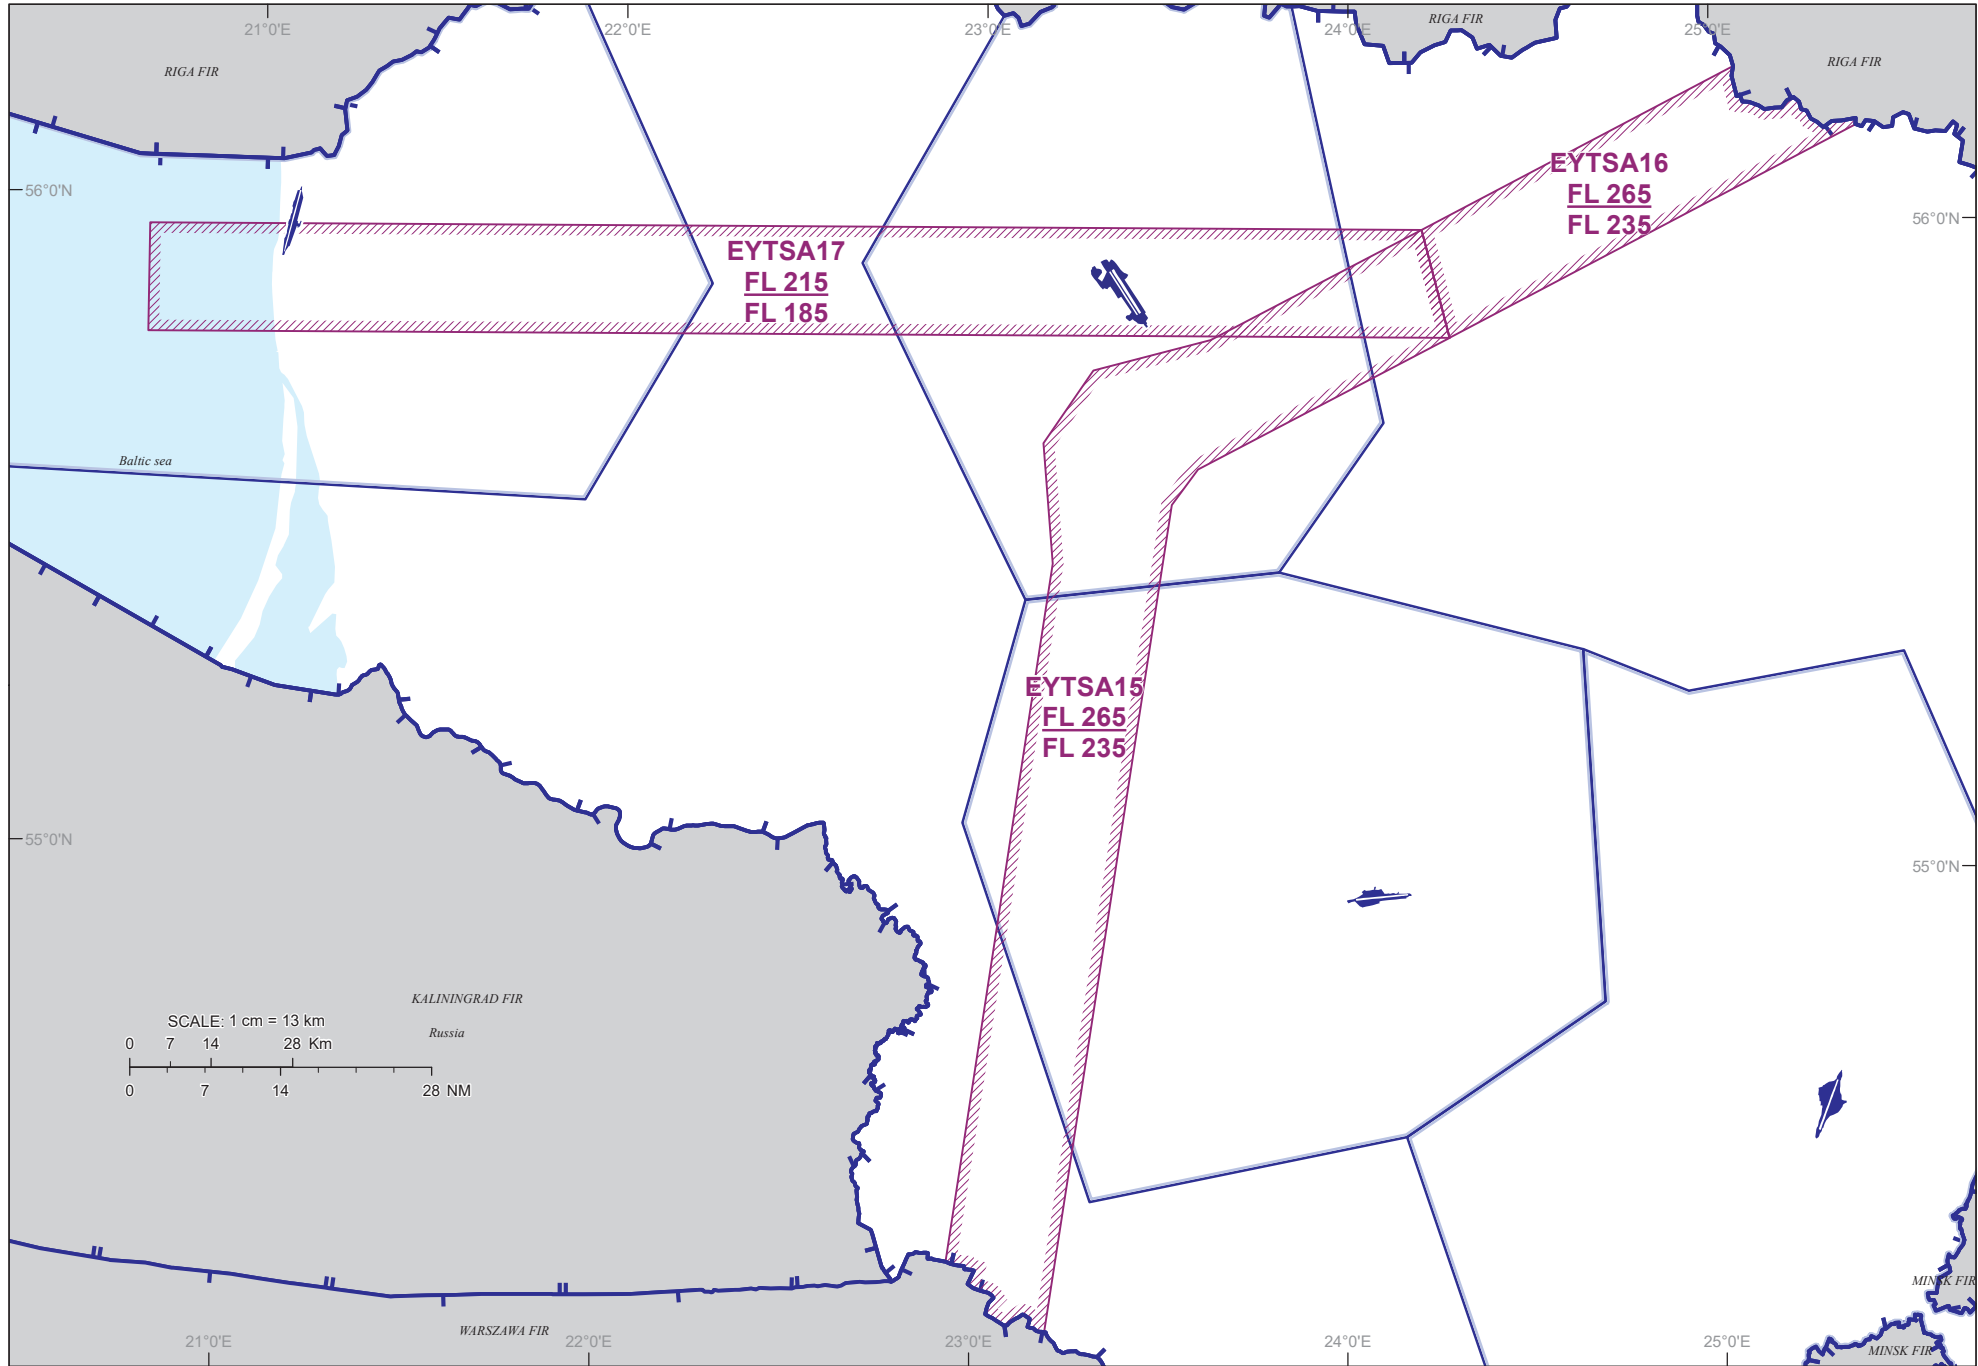 21°0'E
22°0'E
23°0'E
24°0'E
25°0'E
RIGA FIR
RIGA FIR
RIGA FIR
56°0'N
56°0'N
EYTSA16
FL 265
FL 235
EYTSA17
FL 215
FL 185
Baltic sea
EYTSA15
FL 265
FL 235
55°0'N
55°0'N
KALININGRAD FIR
Russia
SCALE: 1 cm = 13 km
0 7 14 28 Km
0 7 14 28 NM
MINSK FIR
WARSZAWA FIR
MINSK FIR
21°0'E
22°0'E
23°0'E
24°0'E
25°0'E